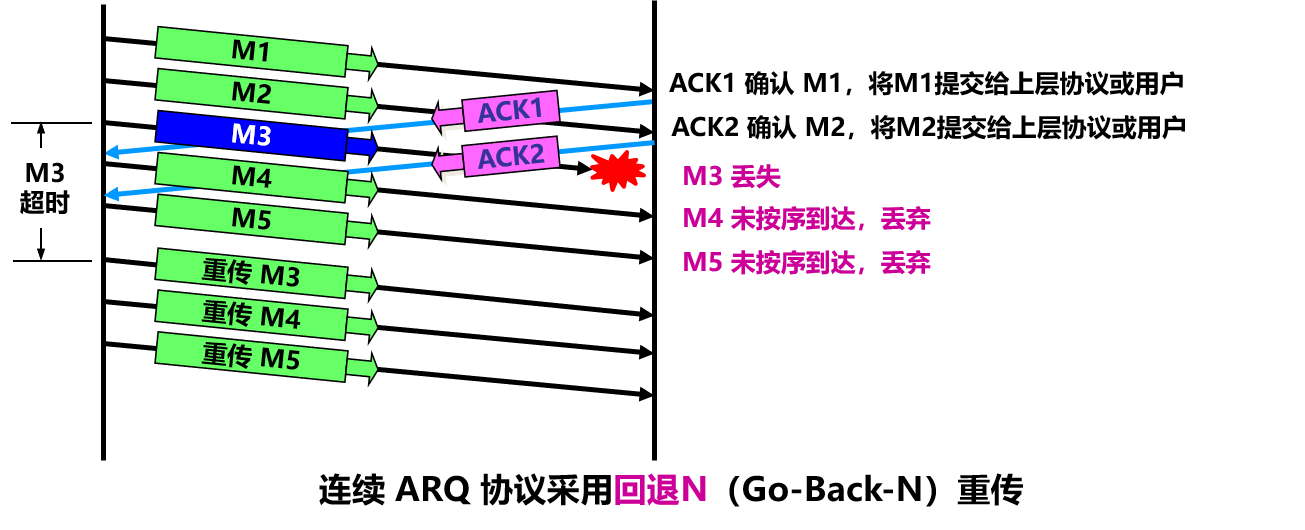 M1
ACK1 确认 M1，将M1提交给上层协议或用户
M2
ACK1
ACK2 确认 M2，将M2提交给上层协议或用户
M3
ACK2
M3
超时
M4
M3 丢失
M5
M4 未按序到达，丢弃
M5 未按序到达，丢弃
重传 M3
重传 M4
重传 M5
连续 ARQ 协议采用回退N（Go-Back-N）重传